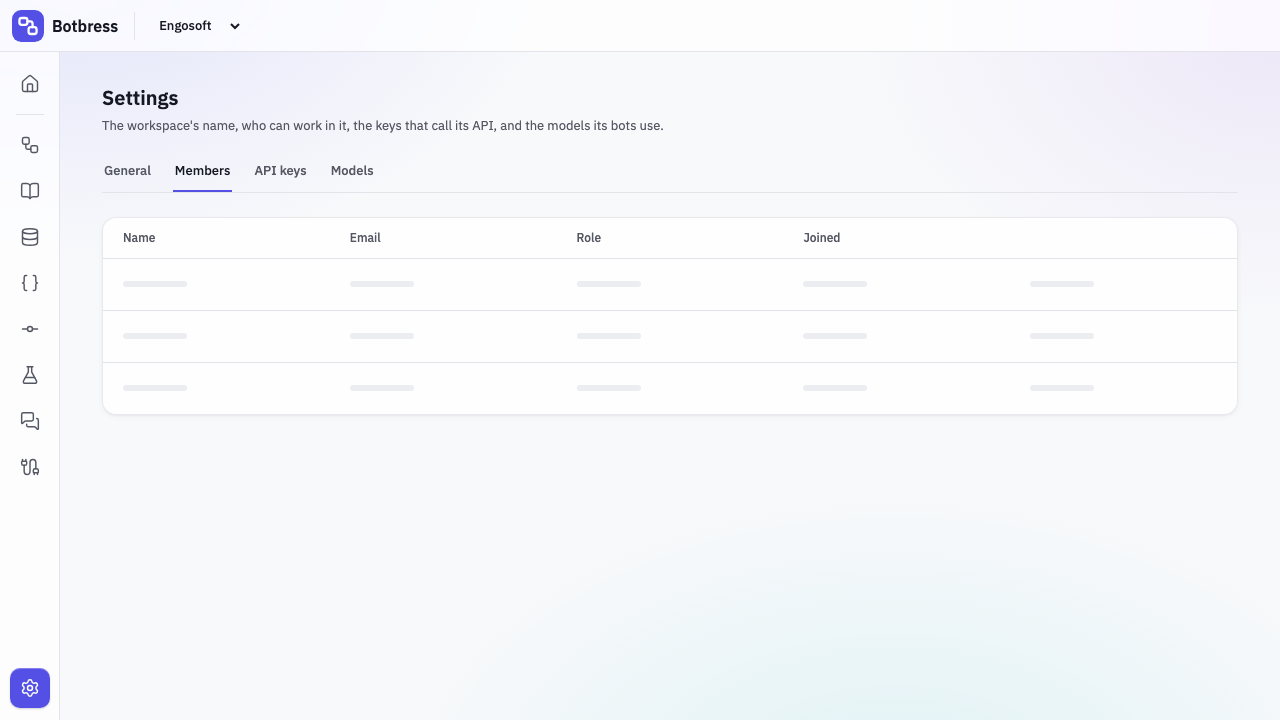 Botbress
Engosoft
Settings
The workspace's name, who can work in it, the keys that call its API, and the models its bots use.
General Members API keys Models
Name Email Role Joined